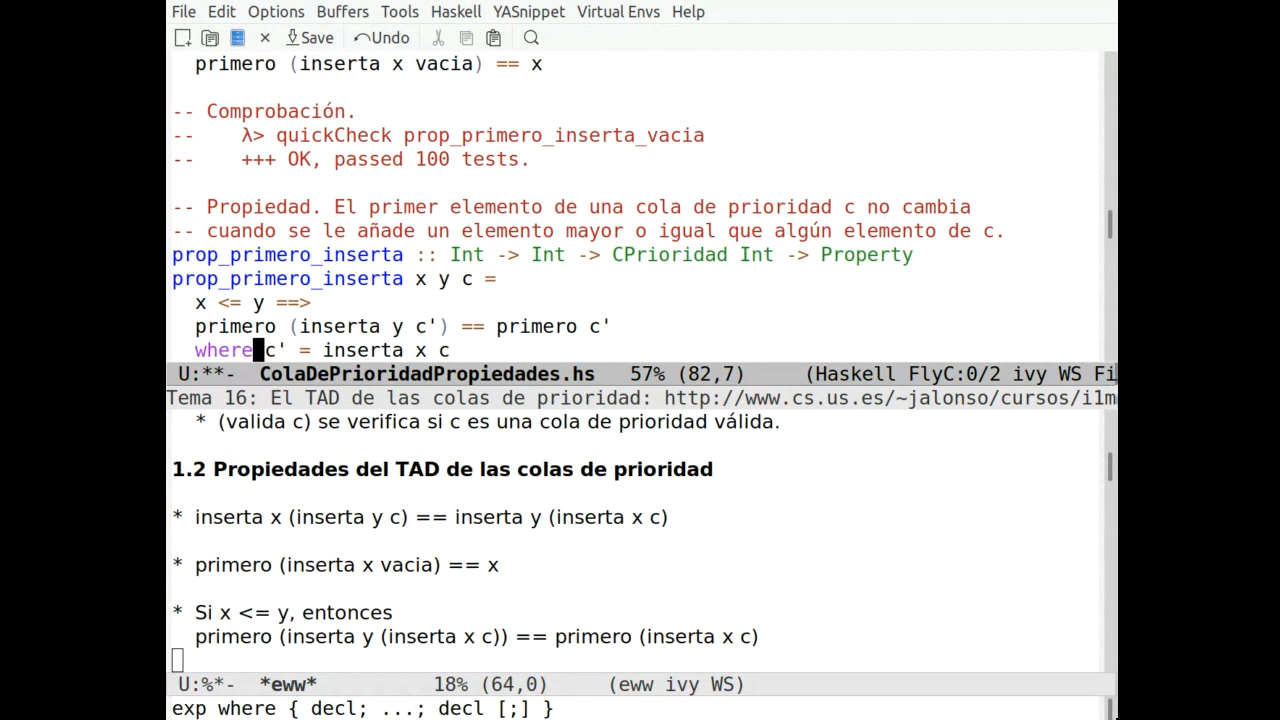 File Edit Options Buffers Tools Haskell YASnippet Virtual Envs Help
Save Undo
primero (inserta x vacia) == x
-- Comprobación.
--    λ> quickCheck prop_primero_inserta_vacia
--    +++ OK, passed 100 tests.
-- Propiedad. El primer elemento de una cola de prioridad c no cambia
-- cuando se le añade un elemento mayor o igual que algún elemento de c.
prop_primero_inserta :: Int -> Int -> CPrioridad Int -> Property
prop_primero_inserta x y c =
x <= y ==>
primero (inserta y c') == primero c'
where c' = inserta x c
U:**- ColaDePrioridadPropiedades.hs 57% (82,7) (Haskell FlyC:0/2 ivy WS Fi
Tema 16: El TAD de las colas de prioridad: http://www.cs.us.es/~jalonso/cursos/i1m
* (valida c) se verifica si c es una cola de prioridad válida.
1.2 Propiedades del TAD de las colas de prioridad
* inserta x (inserta y c) == inserta y (inserta x c)
* primero (inserta x vacia) == x
* Si x <= y, entonces
primero (inserta y (inserta x c)) == primero (inserta x c)
U:%*- *eww* 18% (64,0) (eww ivy WS)
exp where { decl; ...; decl [;] }